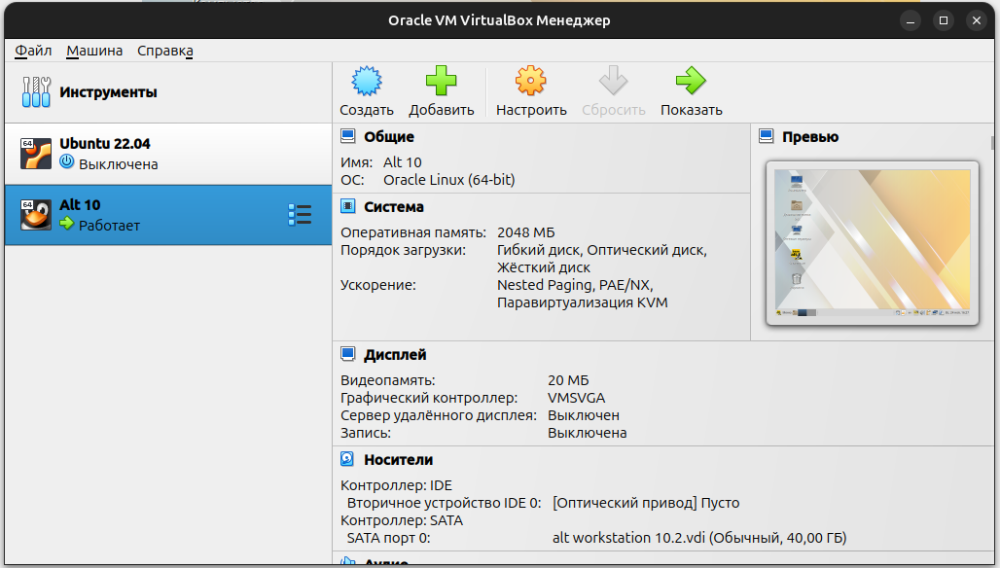 Oracle VM VirtualBox Менеджер
Файл Машина Справка
Инструменты
Создать Добавить Настроить Сбросить Показать
64
Ubuntu 22.04
Выключена
64
Alt 10
Работает
Общие
Имя: Alt 10
ОС: Oracle Linux (64-bit)
Превью
Система
Оперативная память: 2048 МБ
Порядок загрузки: Гибкий диск, Оптический диск,
Жёсткий диск
Ускорение: Nested Paging, PAE/NX,
Паравиртуализация KVM
Дисплей
Видеопамять: 20 МБ
Графический контроллер: VMSVGA
Сервер удалённого дисплея: Выключен
Запись: Выключена
Носители
Контроллер: IDE
Вторичное устройство IDE 0: [Оптический привод] Пусто
Контроллер: SATA
SATA порт 0: alt workstation 10.2.vdi (Обычный, 40,00 ГБ)
Аудио